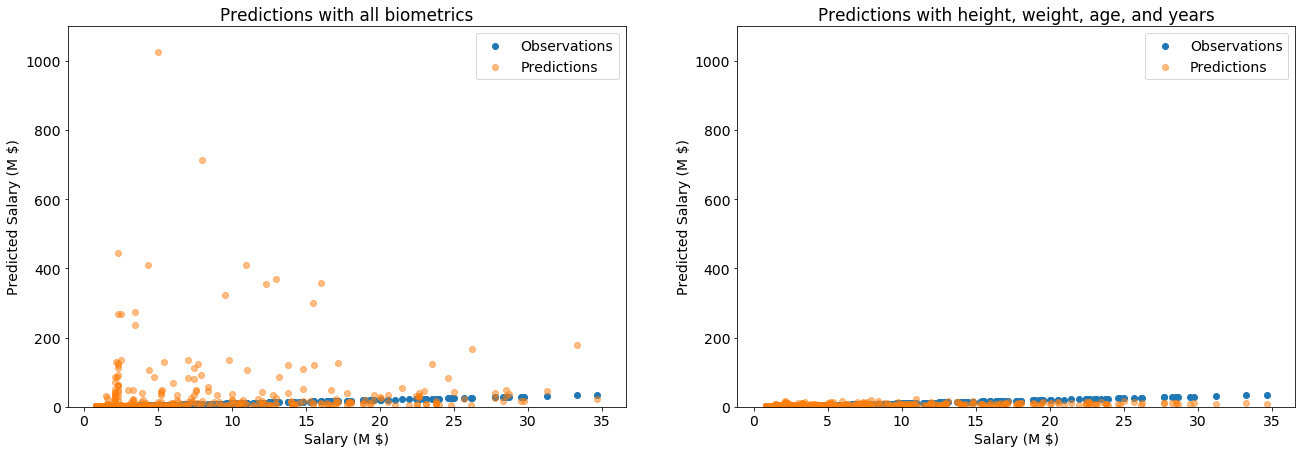 Predictions with all biometrics
Predicted Salary (M $)
1000
800
600
400
200
0
Observations
Predictions
0 5 10 15 20 25 30 35
Salary (M $)
Predictions with height, weight, age, and years
Predicted Salary (M $)
1000
800
600
400
200
0
Observations
Predictions
0 5 10 15 20 25 30 35
Salary (M $)